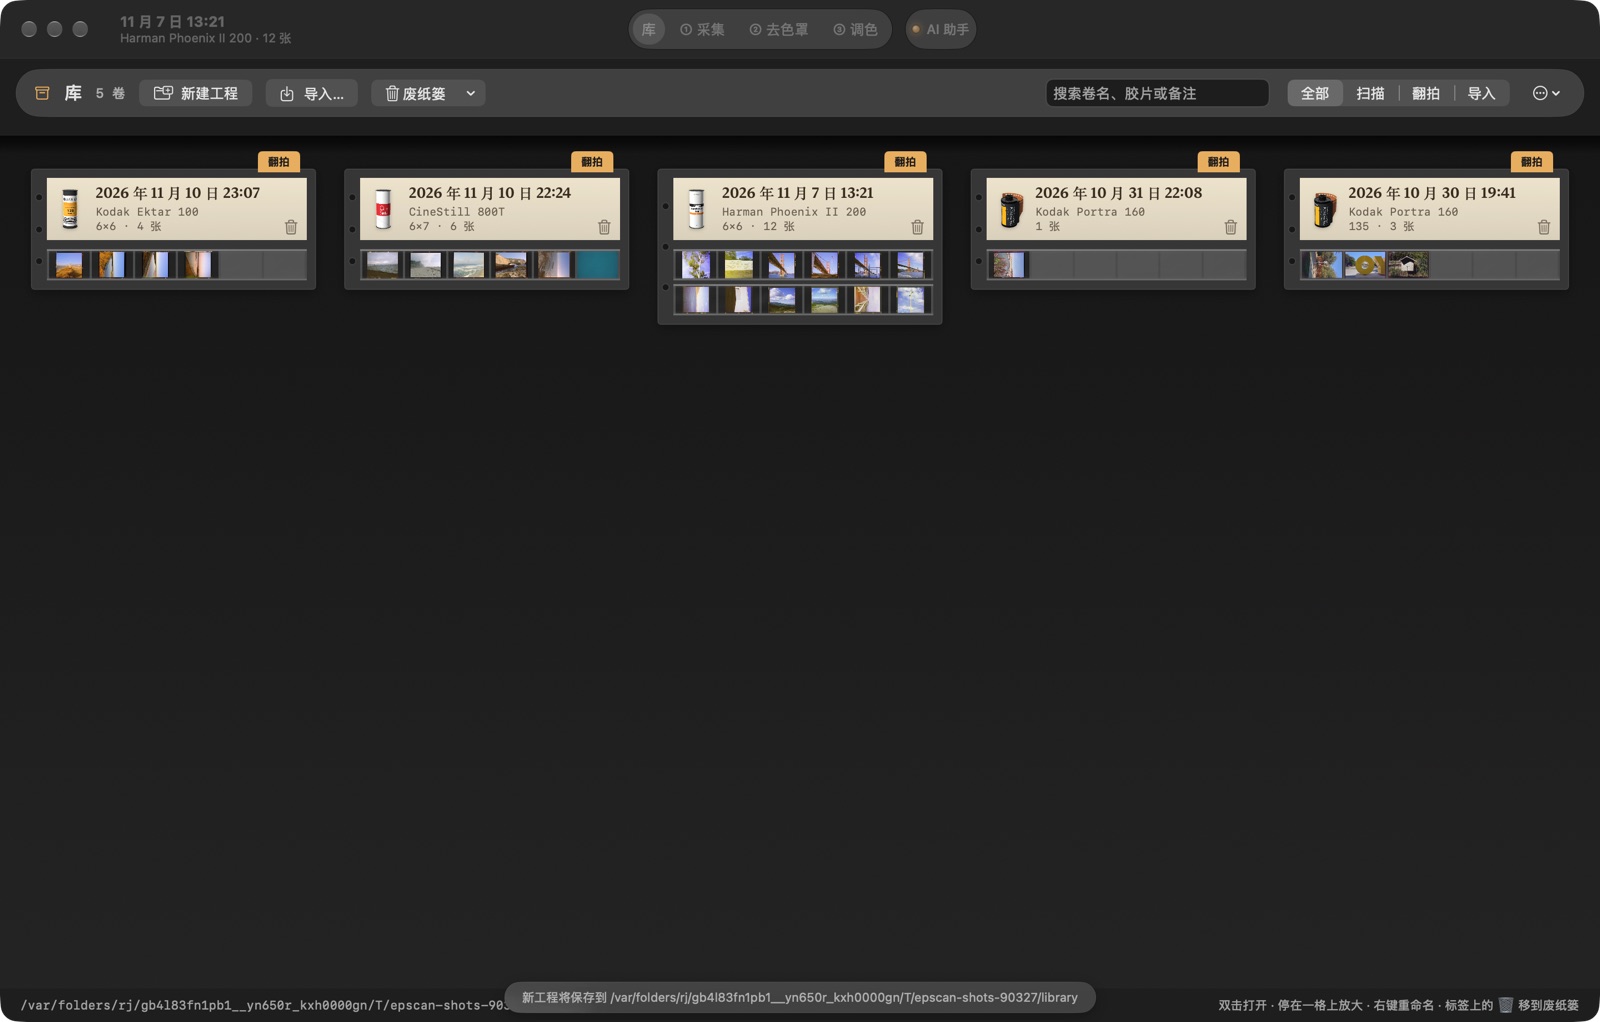 11 月 7 日 13:21
Harman Phoenix II 200 · 12 张
库 ① 采集 ② 去色罩 ③ 调色 AI 助手
库 5 卷 新建工程 导入... 废纸篓
搜索卷名、胶片或备注 全部 扫描 翻拍 导入
翻拍
2026 年 11 月 10 日 23:07
Kodak Ektar 100
6×6 · 4 张
翻拍
2026 年 11 月 10 日 22:24
CineStill 800T
6×7 · 6 张
翻拍
2026 年 11 月 7 日 13:21
Harman Phoenix II 200
6×6 · 12 张
翻拍
2026 年 10 月 31 日 22:08
Kodak Portra 160
1 张
翻拍
2026 年 10 月 30 日 19:41
Kodak Portra 160
135 · 3 张
/var/folders/rj/gb4l83fn1pb1__yn650r_kxh0000gn/T/epscan-shots-903
新工程将保存到 /var/folders/rj/gb4l83fn1pb1__yn650r_kxh0000gn/T/epscan-shots-90327/library
双击打开 · 停在一格上放大 · 右键重命名 · 标签上的 移到废纸篓